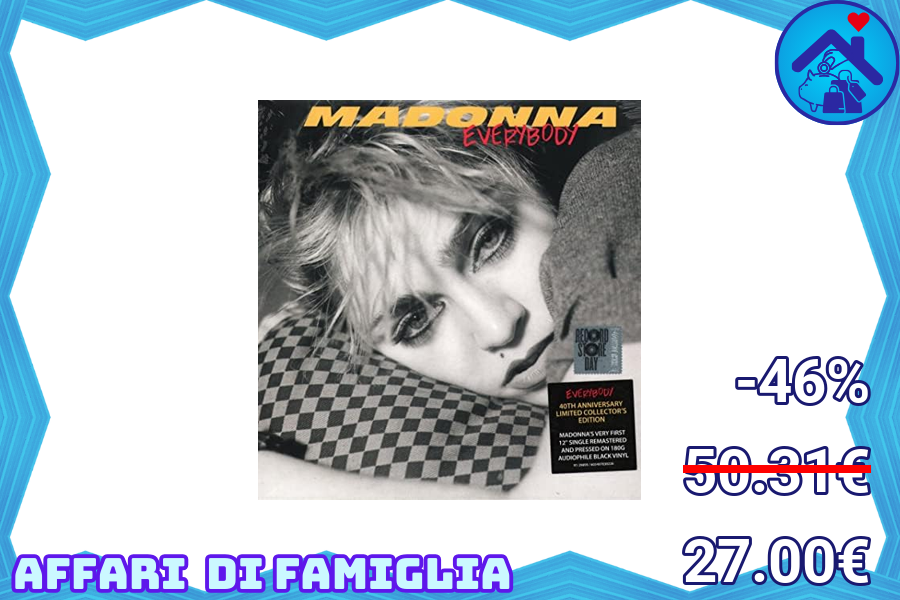 MADONNA
EVERYBODY
RECORD
STORE
DAY
EVERYBODY
40TH ANNIVERSARY
LIMITED COLLECTOR'S
EDITION
MADONNA'S VERY FIRST
12" SINGLE REMASTERED
AND PRESSED ON 180G
AUDIOPHILE BLACK VINYL
-46%
50.31€
27.00€
AFFARI DI FAMIGLIA